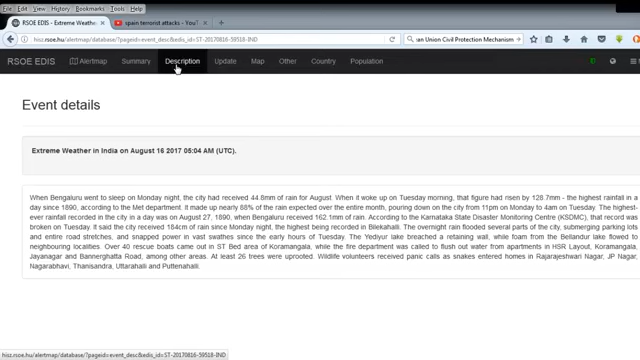 File Edit View History Bookmarks Tools Help
RSOE EDIS - Extreme Weather
spain terrorist attacks - You
hisz.rsoe.hu/alertmap/database/?pageid=event_desc&edis_id=ST-20170816-59518-IND
an Union Civil Protection Mechanism
RSOE EDIS Alertmap Summary Description Update Map Other Country Population
Event details
Extreme Weather in India on August 16 2017 05:04 AM (UTC).
When Bengaluru went to sleep on Monday night, the city had received 44.8mm of rain for August. When it woke up on Tuesday morning, that figure had risen by 128.7mm - the highest rainfall in a
day since 1890, according to the Met department. It made up nearly 88% of the rain expected over the entire month, pouring down on the city from 11pm on Monday to 4am on Tuesday. The highest-
ever rainfall recorded in the city in a day was on August 27, 1890, when Bengaluru received 162.1mm of rain. According to the Karnataka State Disaster Monitoring Centre (KSDMC), that record was
broken on Tuesday. It said the city received 184cm of rain since Monday night, the highest being recorded in Bilekahalli. The overnight rain flooded several parts of the city, submerging parking lots
and entire road stretches, and snapped power in vast swathes since the early hours of Tuesday. The Yediyur lake breached a retaining wall, while foam from the Bellandur lake flowed to
neighbouring localities. Over 40 rescue boats came out in ST Bed area of Koramangala, while the fire department was called to flush out water from apartments in HSR Layout, Koramangala,
Jayanagar and Bannerghatta Road, among other areas. At least 26 trees were uprooted. Wildlife volunteers received panic calls as snakes entered homes in Rajarajeshwari Nagar, JP Nagar,
Nagarabhavi, Thanisandra, Uttarahalli and Puttenahalli.
hisz.rsoe.hu/alertmap/database/?pageid=event_desc&edis_id=ST-20170816-59518-IND